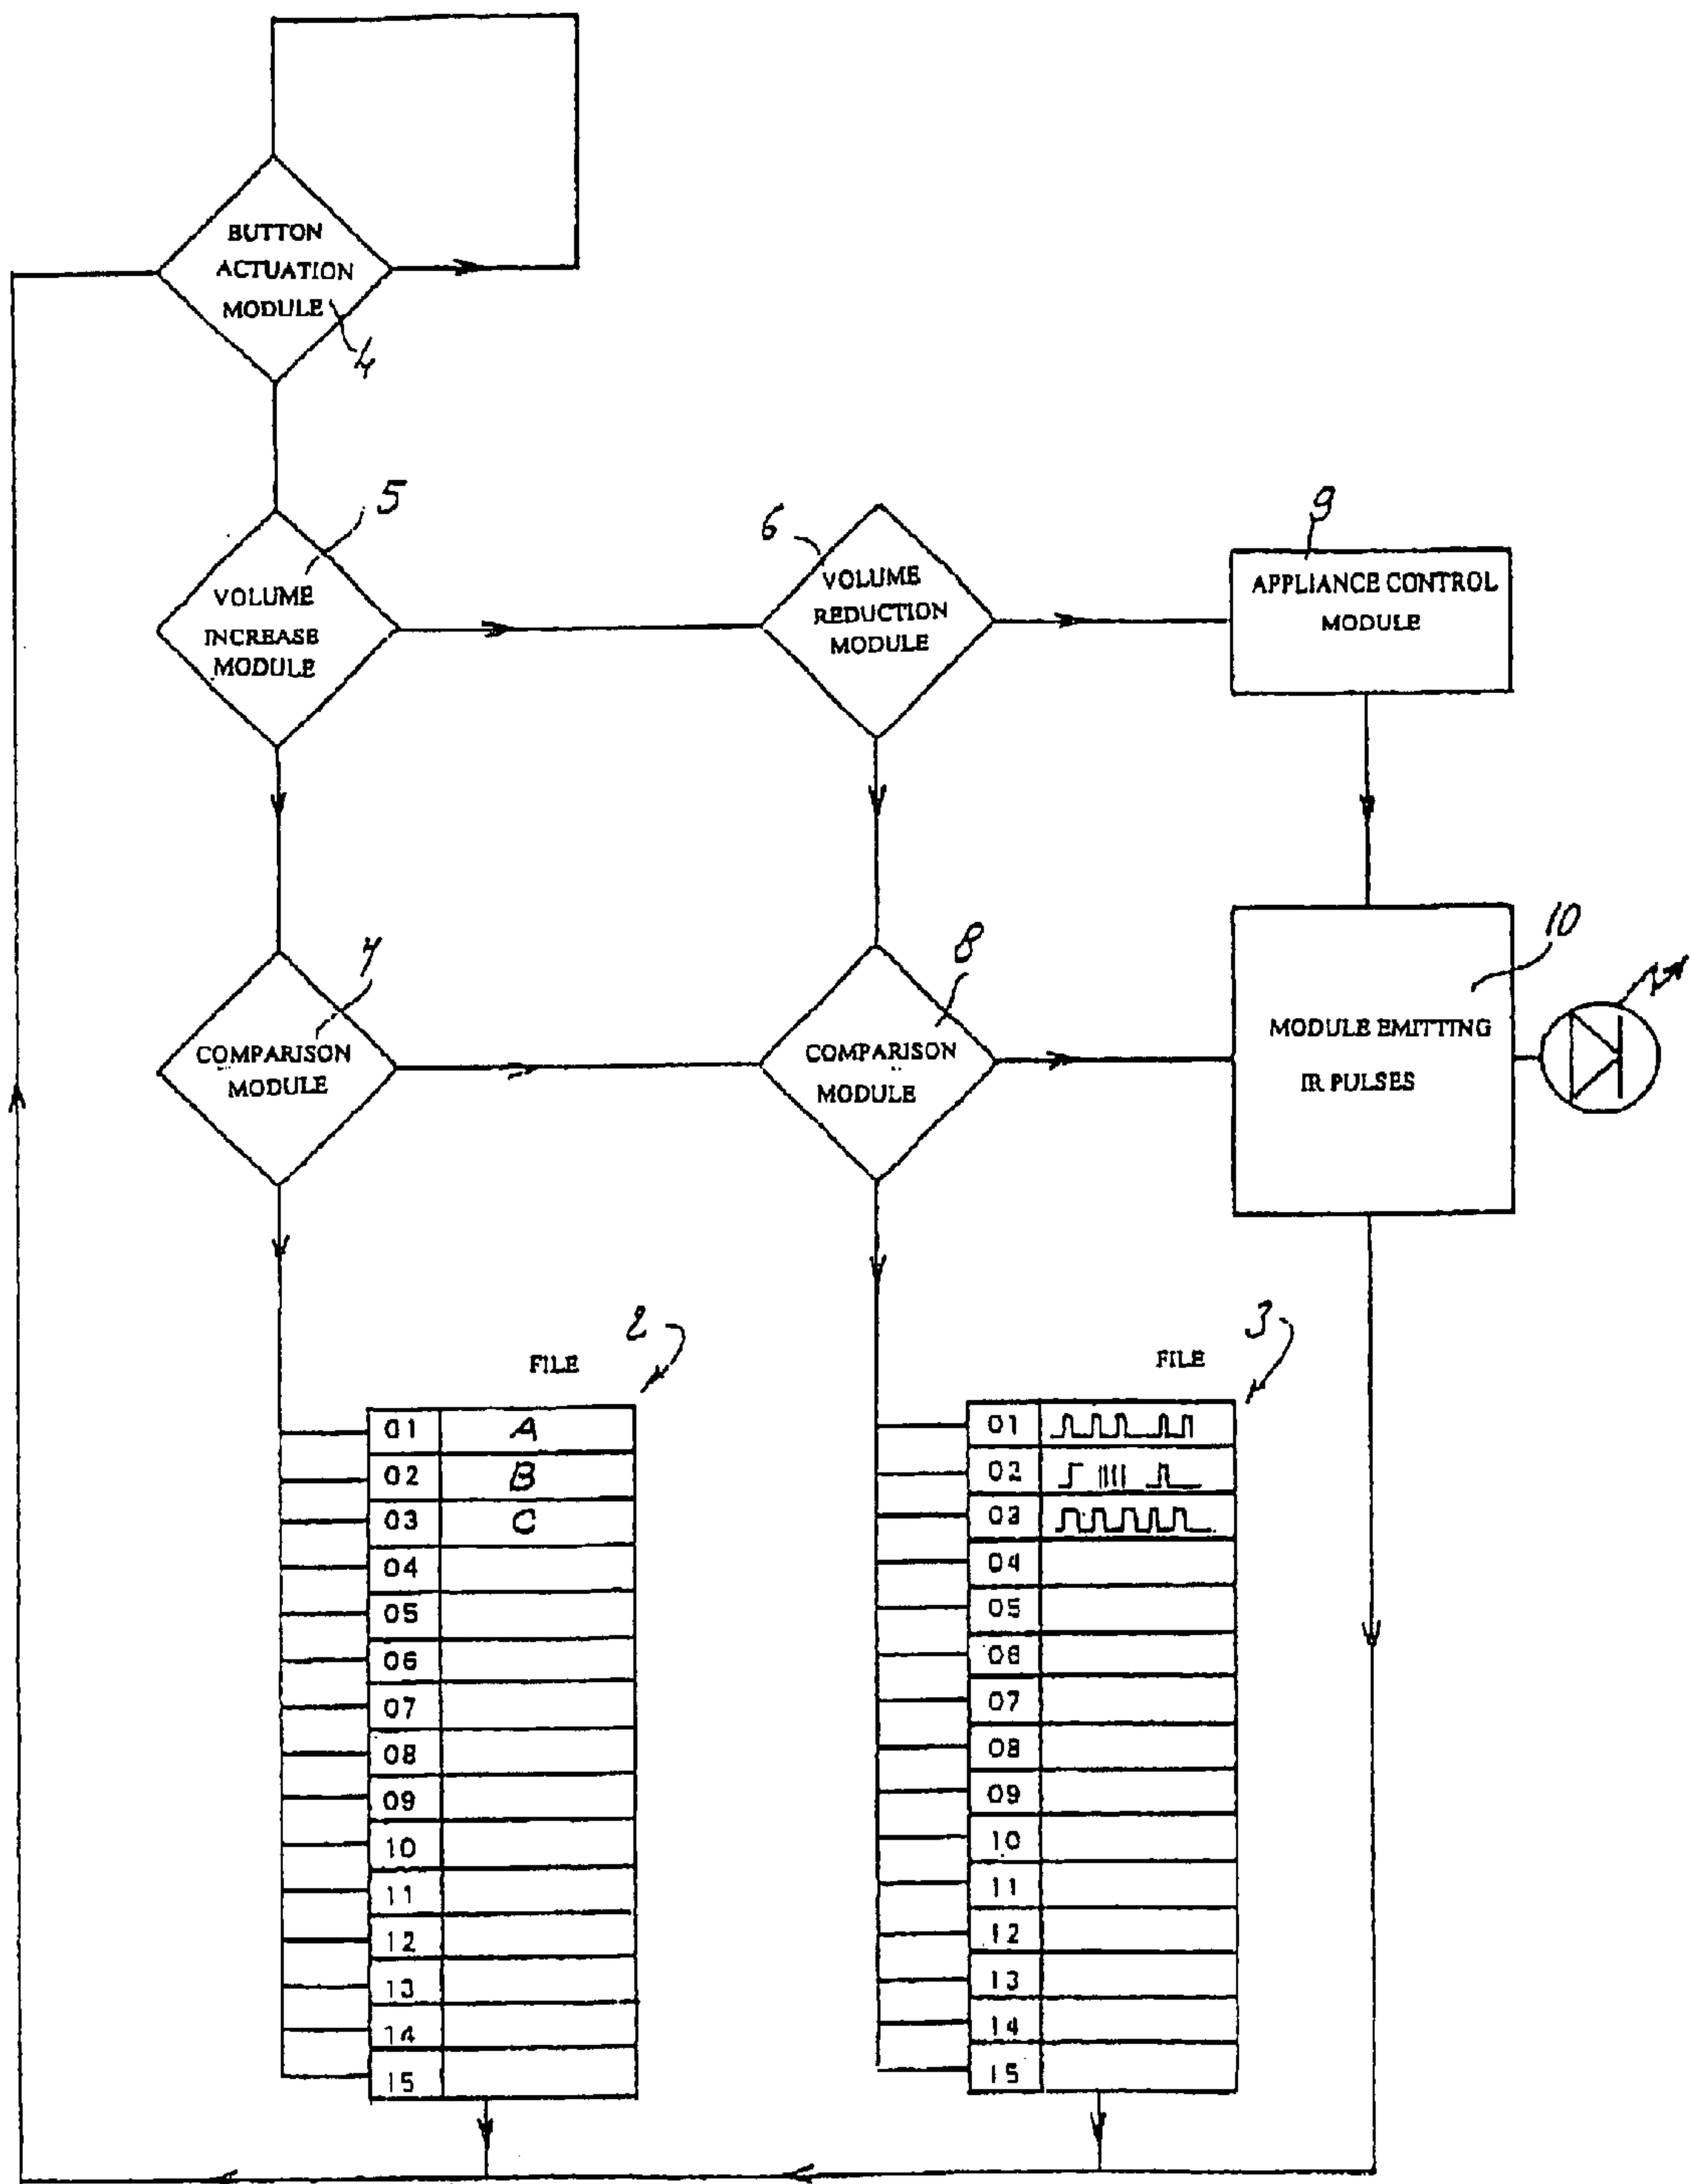 BUTTON
ACTUATION
MODULE
4
5
VOLUME
INCREASE
MODULE
6
VOLUME
REDUCTION
MODULE
9
APPLIANCE CONTROL
MODULE
7
COMPARISON
MODULE
8
COMPARISON
MODULE
10
MODULE EMITTING
IR PULSES
2
FILE
01 A
02 B
03 C
04
05
06
07
08
09
10
11
12
13
14
15
3
FILE
01
02
03
04
05
06
07
08
09
10
11
12
13
14
15